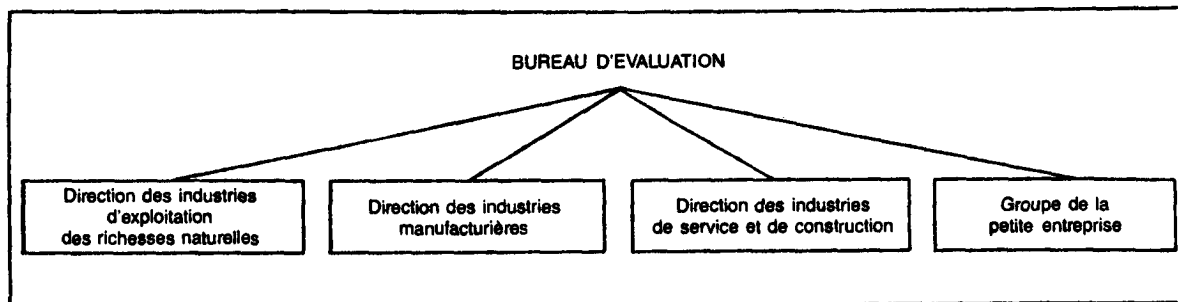 BUREAU D'EVALUATION
Direction des industries
d'exploitation
des richesses naturelles
Direction des industries
manufacturières
Direction des industries
de service et de construction
Groupe de la
petite entreprise